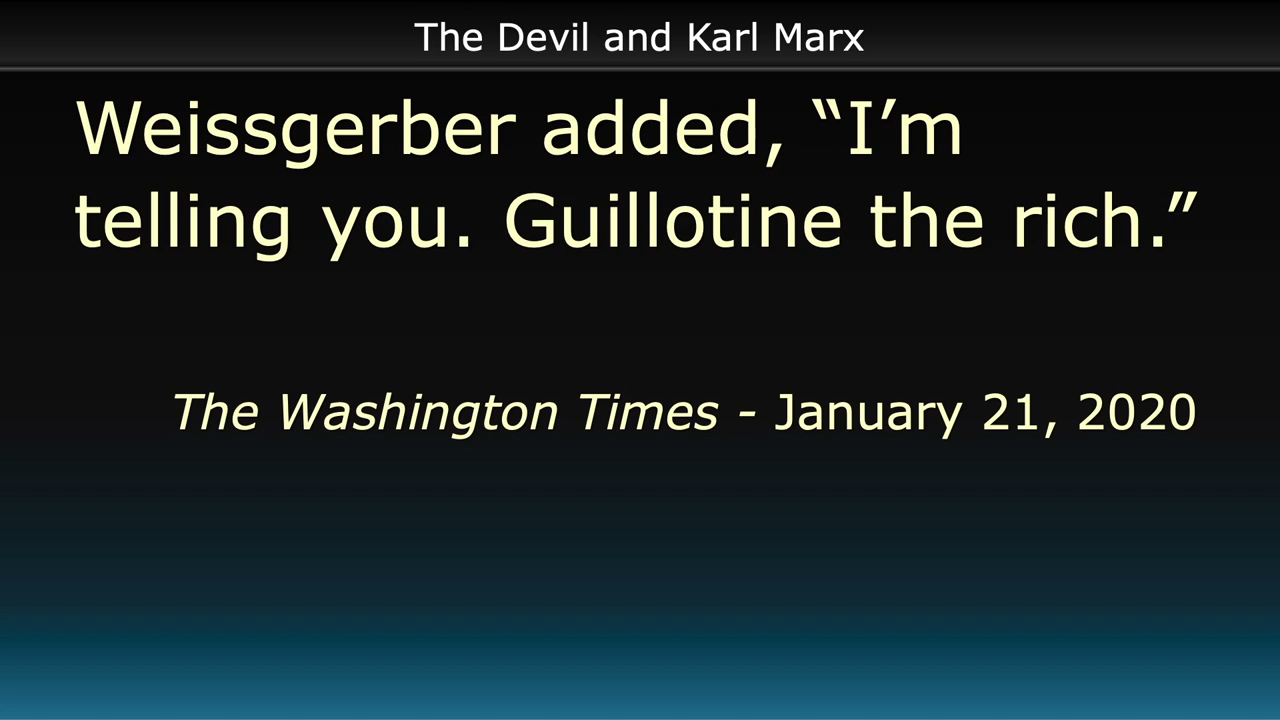 The Devil and Karl Marx
Weissgerber added, “I’m
telling you. Guillotine the rich.”
The Washington Times - January 21, 2020